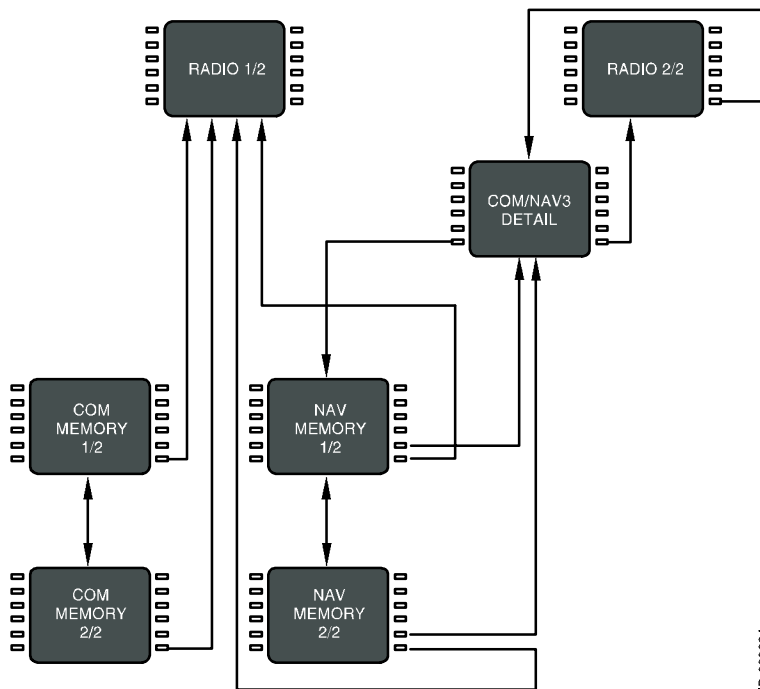 RADIO 1/2
RADIO 2/2
COM/NAV3
DETAIL
COM
MEMORY
1/2
NAV
MEMORY
1/2
COM
MEMORY
2/2
NAV
MEMORY
2/2